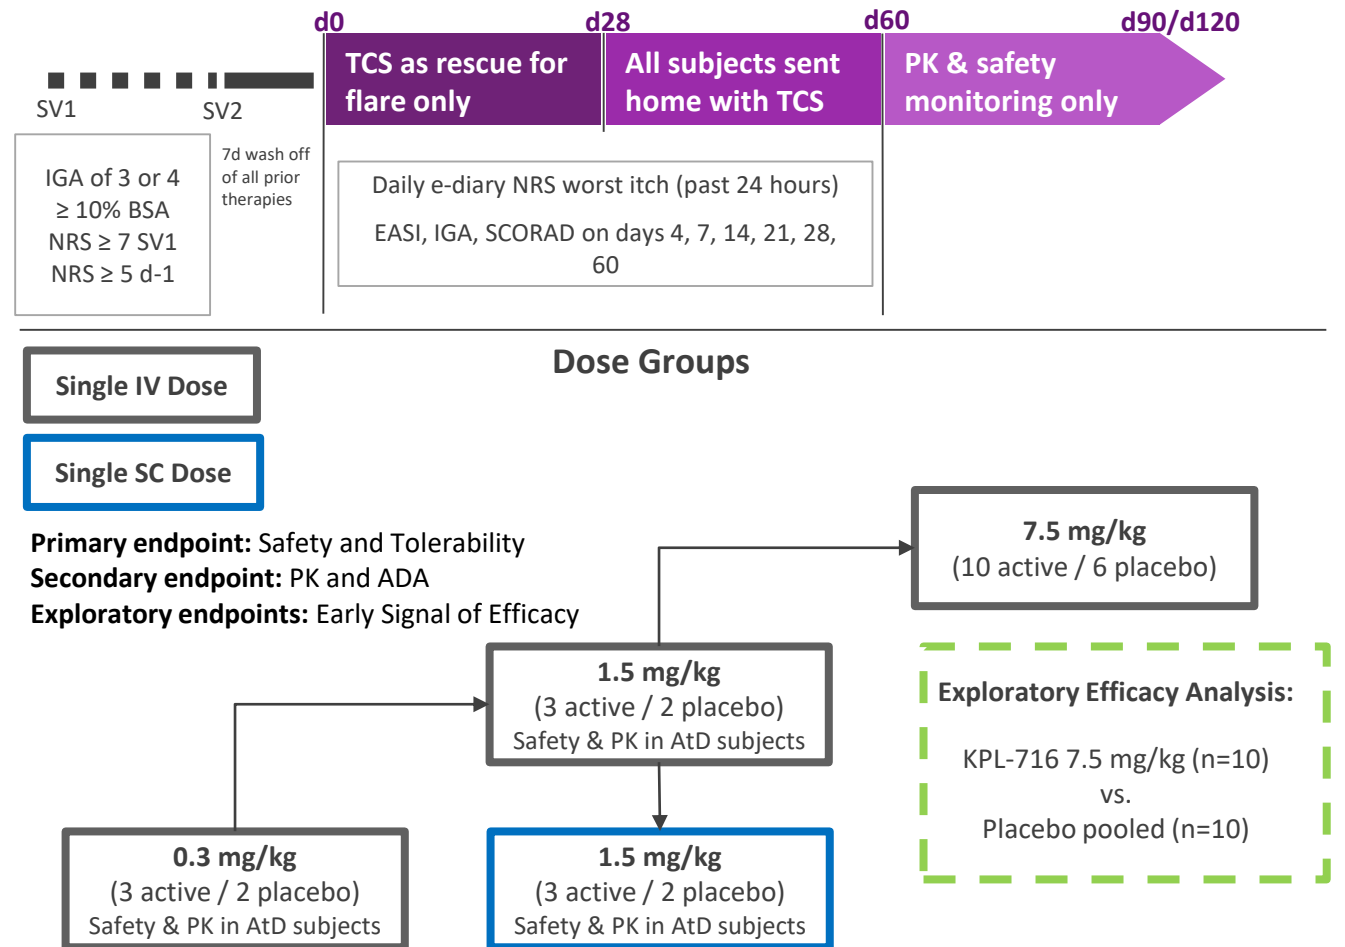 d0
d28
d60
d90/d120
TCS as rescue for
flare only
All subjects sent
home with TCS
PK & safety
monitoring only
SV1
SV2
7d wash off
of all prior
therapies
IGA of 3 or 4
≥ 10% BSA
NRS ≥ 7 SV1
NRS ≥ 5 d-1
Daily e-diary NRS worst itch (past 24 hours)
EASI, IGA, SCORAD on days 4, 7, 14, 21, 28,
60
Dose Groups
Single IV Dose
Single SC Dose
Primary endpoint: Safety and Tolerability
Secondary endpoint: PK and ADA
Exploratory endpoints: Early Signal of Efficacy
7.5 mg/kg
(10 active / 6 placebo)
1.5 mg/kg
(3 active / 2 placebo)
Safety & PK in AtD subjects
Exploratory Efficacy Analysis:
KPL-716 7.5 mg/kg (n=10)
vs.
Placebo pooled (n=10)
0.3 mg/kg
(3 active / 2 placebo)
Safety & PK in AtD subjects
1.5 mg/kg
(3 active / 2 placebo)
Safety & PK in AtD subjects